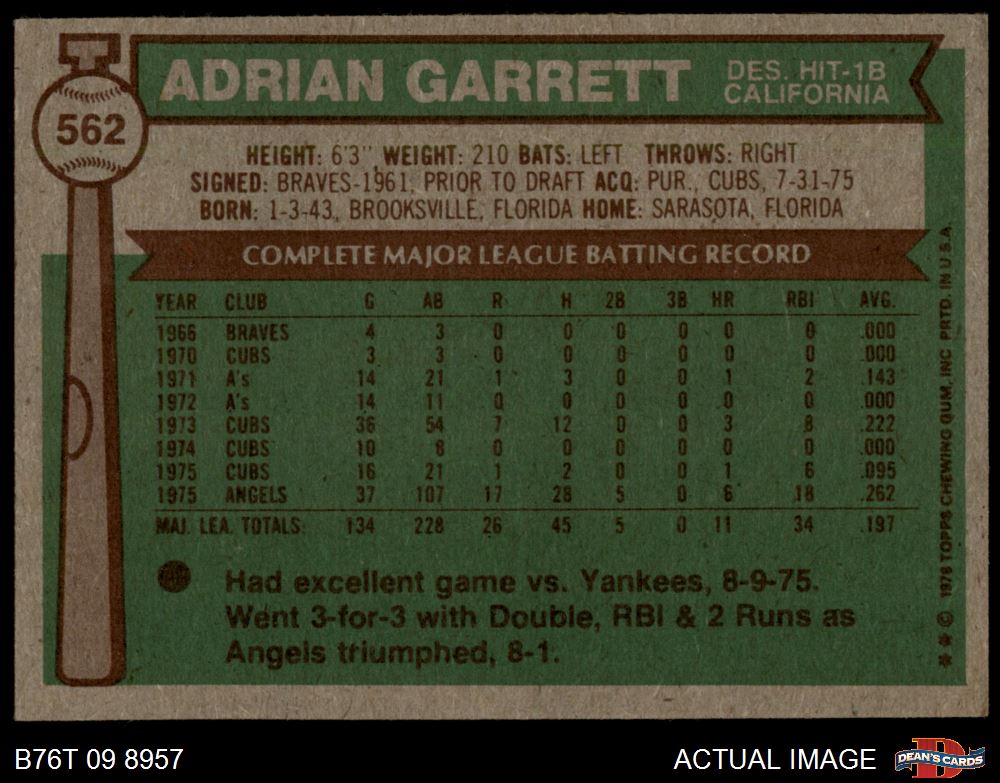 T
562
ADRIAN GARRETT
DES. HIT-1B
CALIFORNIA
HEIGHT: 6'3" WEIGHT: 210 BATS: LEFT THROWS: RIGHT
SIGNED: BRAVES-1961, PRIOR TO DRAFT ACQ: PUR., CUBS, 7-31-75
BORN: 1-3-43, BROOKSVILLE, FLORIDA HOME: SARASOTA, FLORIDA
COMPLETE MAJOR LEAGUE BATTING RECORD
YEAR CLUB G AB R H 2B 3B HR RBI AVG.
1966 BRAVES 4 3 0 0 0 0 0 0 .000
1970 CUBS 3 3 0 0 0 0 0 0 .000
1971 A's 14 21 1 3 0 0 1 2 .143
1972 A's 14 11 0 0 0 0 0 0 .000
1973 CUBS 36 54 7 12 0 0 3 8 .222
1974 CUBS 10 8 0 0 0 0 0 0 .000
1975 CUBS 16 21 1 2 0 0 1 6 .095
1975 ANGELS 37 107 17 28 5 0 6 18 .262
MAJ. LEA. TOTALS 134 228 26 45 5 0 11 34 .197
Had excellent game vs. Yankees, 8-9-75.
Went 3-for-3 with Double, RBI & 2 Runs as
Angels triumphed, 8-1.
** © 1976 TOPPS CHEWING GUM, INC PRTD. IN U.S.A.
B76T 09 8957
ACTUAL IMAGE
D
DEAN'S CARDS